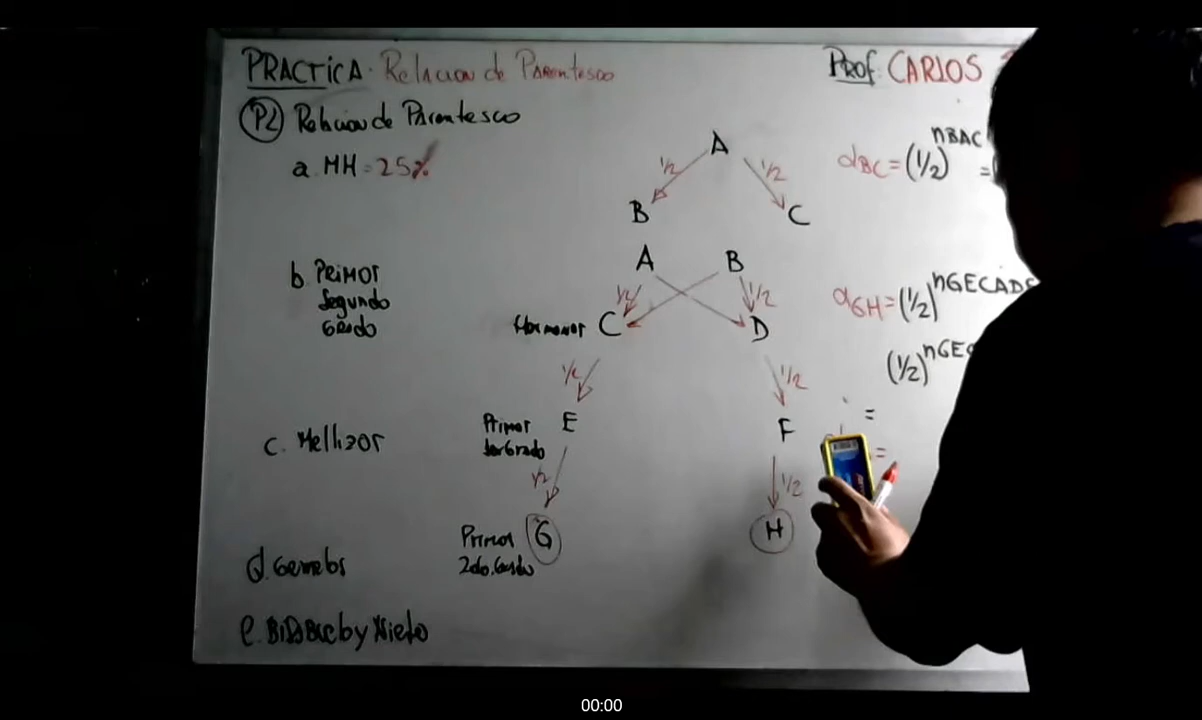 PRACTICA. Relacion de Parentesco
Prof. CARLOS
P2 Relacion de Parentesco
a. MH = 25%
A
1/2 1/2
B C
αBC = (1/2)^nBAC =
b. PRIMOS
Segundo
Grado
A B
1/2 1/2
Hermanos C D
αGH = (1/2)^nGECADF
(1/2)^nGEC
1/2 1/2
=
c. Mellizos
Primos E F
1er Grado
=
1/2 1/2
Primos G H
2do. Grado
d. Gemelos
e. BISABUELO y Nieto
00:00